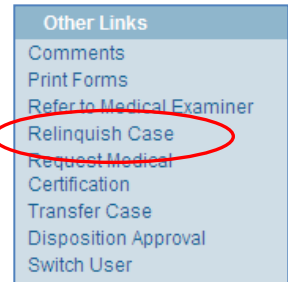 Other Links
Comments
Print Forms
Refer to Medical Examiner
Relinquish Case
Request Medical
Certification
Transfer Case
Disposition Approval
Switch User